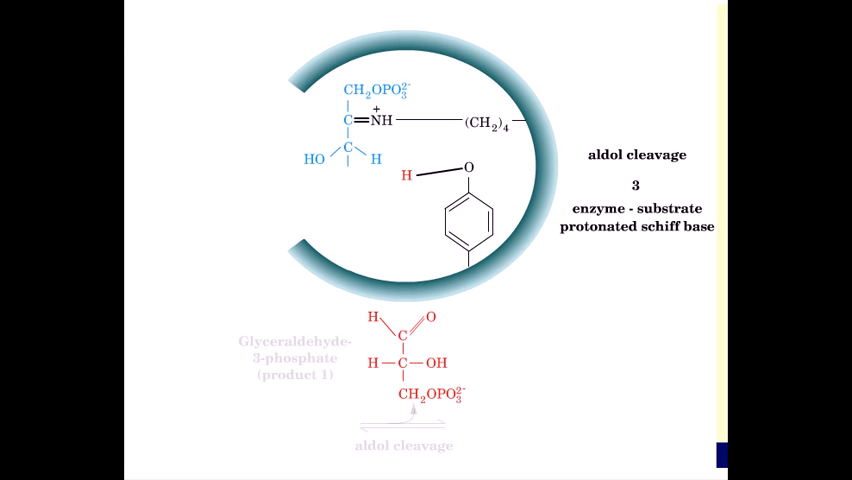 CH₂OPO₃²⁻
+
C=NH
(CH₂)₄
C
HO
H
H
O
aldol cleavage
3
enzyme - substrate
protonated schiff base
H
O
C
H—C—OH
CH₂OPO₃²⁻
Glyceraldehyde-
3-phosphate
(product 1)
aldol cleavage